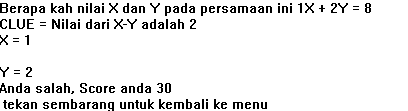 Berapa kah nilai X dan Y pada persamaan ini 1X + 2Y = 8
CLUE = Nilai dari X-Y adalah 2
X = 1
Y = 2
Anda salah, Score anda 30
tekan sembarang untuk kembali ke menu